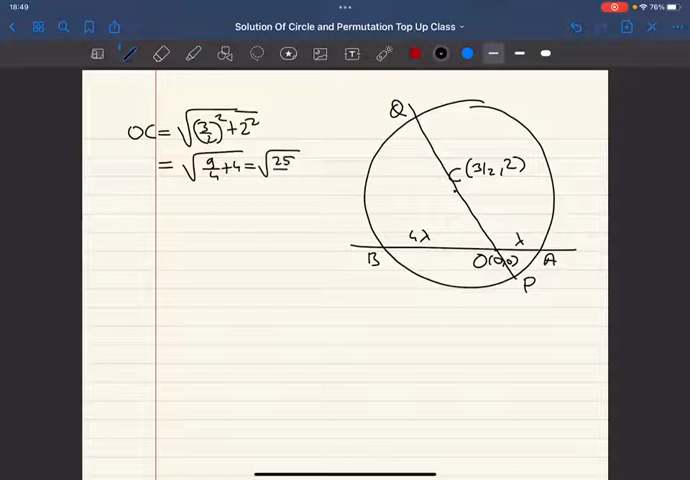 18:49
76%
Solution Of Circle and Permutation Top Up Class
OC = √((3/2)² + 2²)
= √(9/4 + 4) = √25
Q
C(3/2, 2)
4λ
λ
B
O(0,0)
A
P